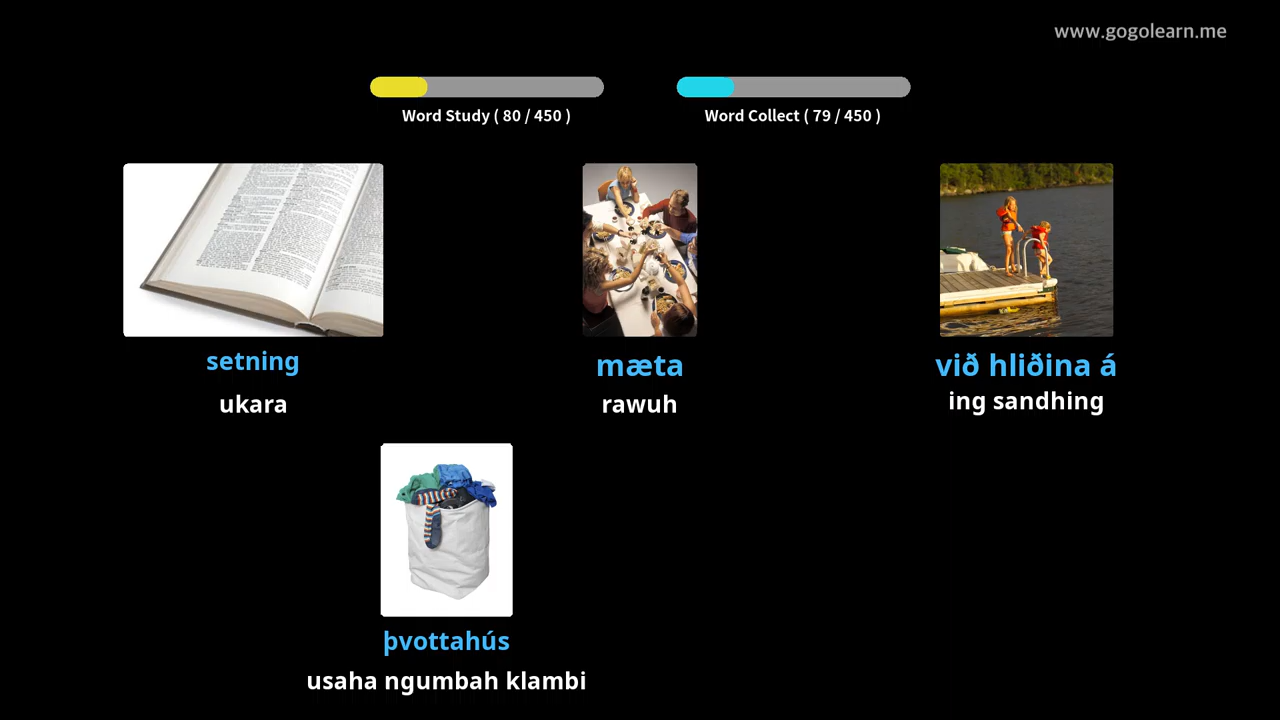 www.gogolearn.me
Word Study ( 80 / 450 )
Word Collect ( 79 / 450 )
setning
ukara
mæta
rawuh
við hliðina á
ing sandhing
þvottahús
usaha ngumbah klambi